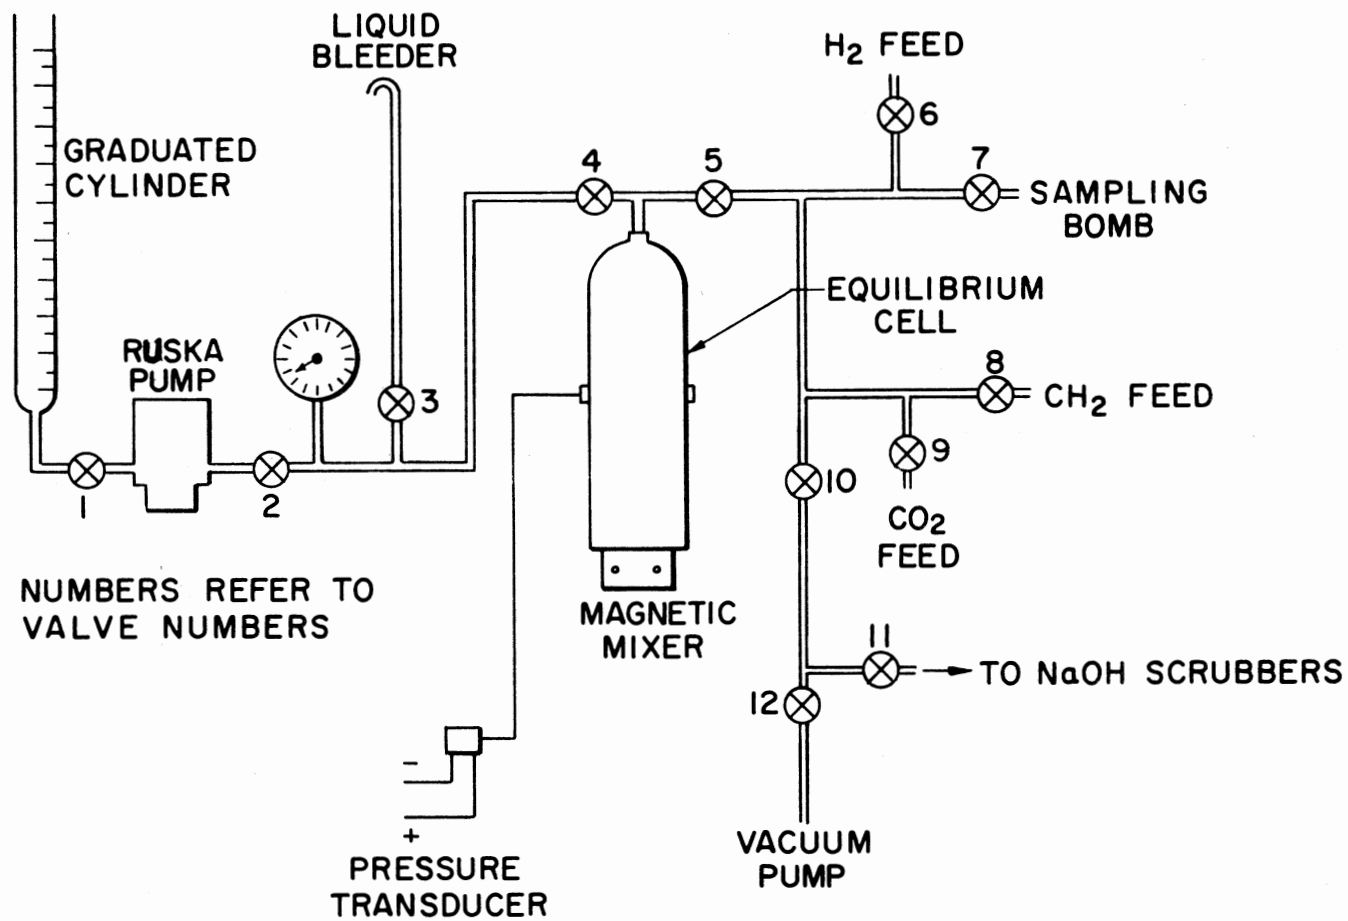 LIQUID
BLEEDER
H2 FEED
6
GRADUATED
CYLINDER
4
5
7
SAMPLING
BOMB
EQUILIBRIUM
CELL
RUSKA
PUMP
3
8
CH2 FEED
1
2
9
10
CO2
FEED
NUMBERS REFER TO
VALVE NUMBERS
MAGNETIC
MIXER
11
TO NaOH SCRUBBERS
12
-
+
PRESSURE
TRANSDUCER
VACUUM
PUMP